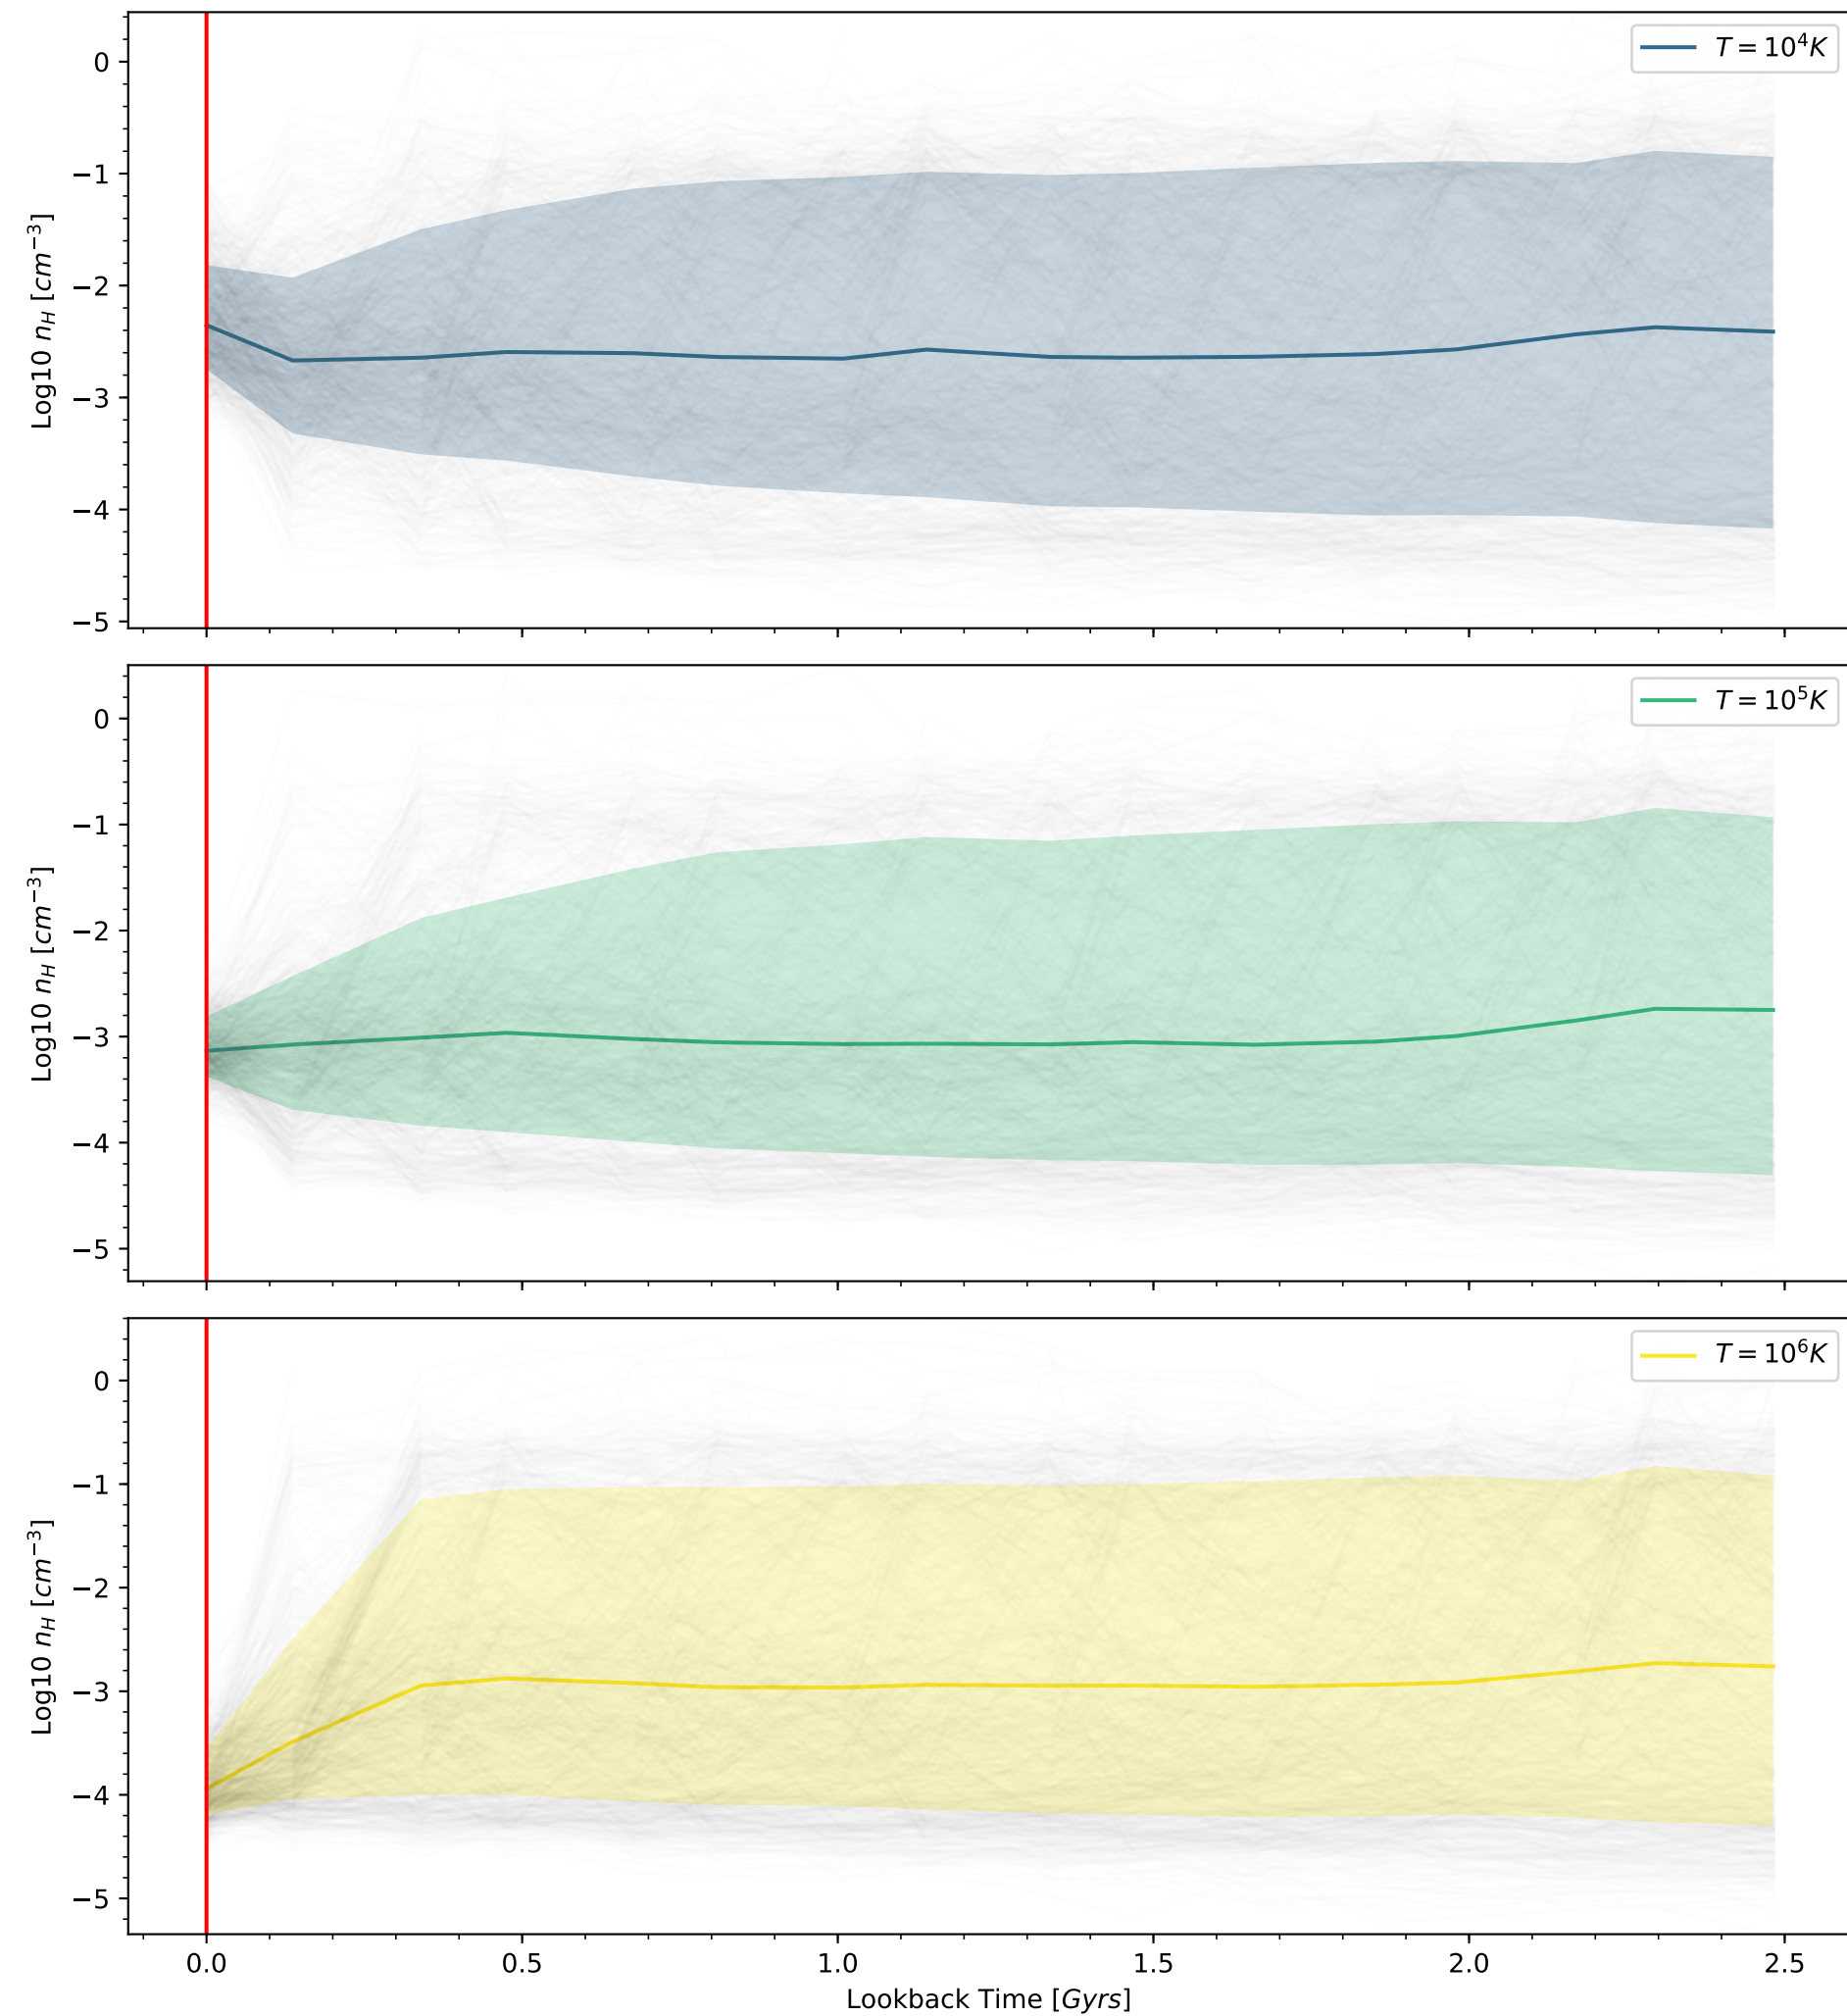 T = 10^4K
Log10 n_H [cm^−3]
0
−1
−2
−3
−4
−5
T = 10^5K
Log10 n_H [cm^−3]
0
−1
−2
−3
−4
−5
T = 10^6K
Log10 n_H [cm^−3]
0
−1
−2
−3
−4
−5
0.0 0.5 1.0 1.5 2.0 2.5
Lookback Time [Gyrs]